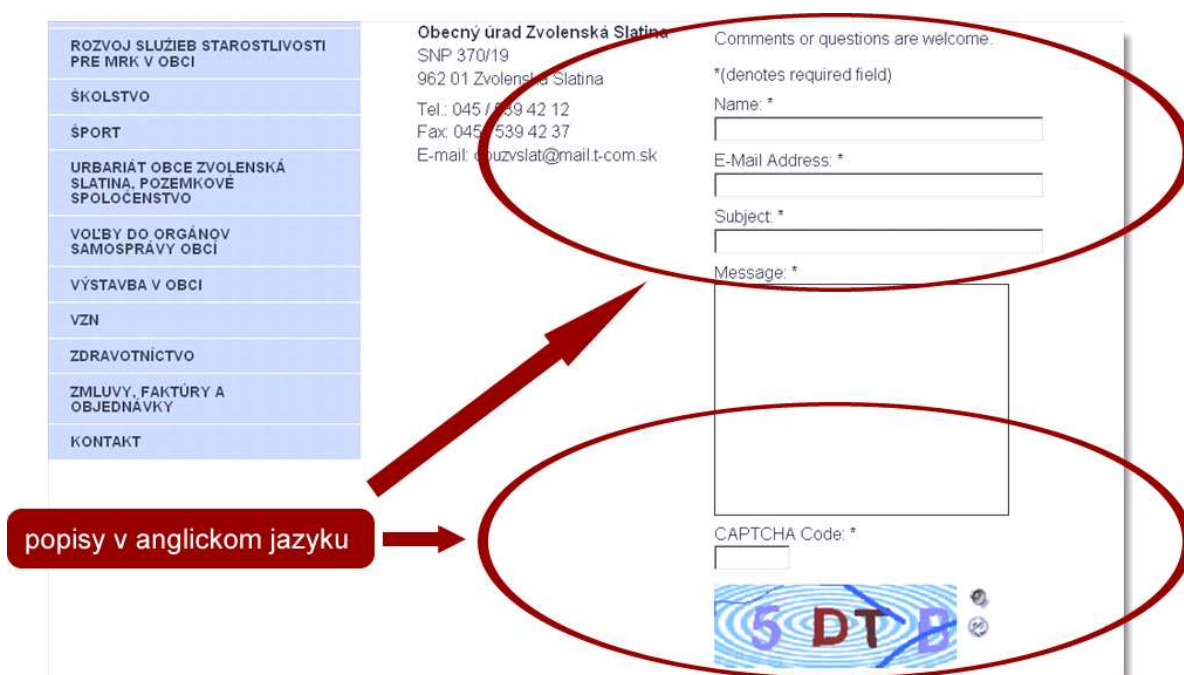 ROZVOJ SLUŽIEB STAROSTLIVOSTI
PRE MRK V OBCI
ŠKOLSTVO
ŠPORT
URBARIÁT OBCE ZVOLENSKÁ
SLATINA, POZEMKOVÉ
SPOLOČENSTVO
VOĽBY DO ORGÁNOV
SAMOSPRÁVY OBCÍ
VÝSTAVBA V OBCI
VZN
ZDRAVOTNÍCTVO
ZMLUVY, FAKTÚRY A
OBJEDNÁVKY
KONTAKT
Obecný úrad Zvolenská Slatina
SNP 370/19
962 01 Zvolenská Slatina
Tel.: 045 / 539 42 12
Fax: 045 / 539 42 37
E-mail:
Comments or questions are welcome.
*(denotes required field)
Name: *
E-Mail Address: *
Subject: *
Message: *
CAPTCHA Code: *
5 DT B
popisy v anglickom jazyku